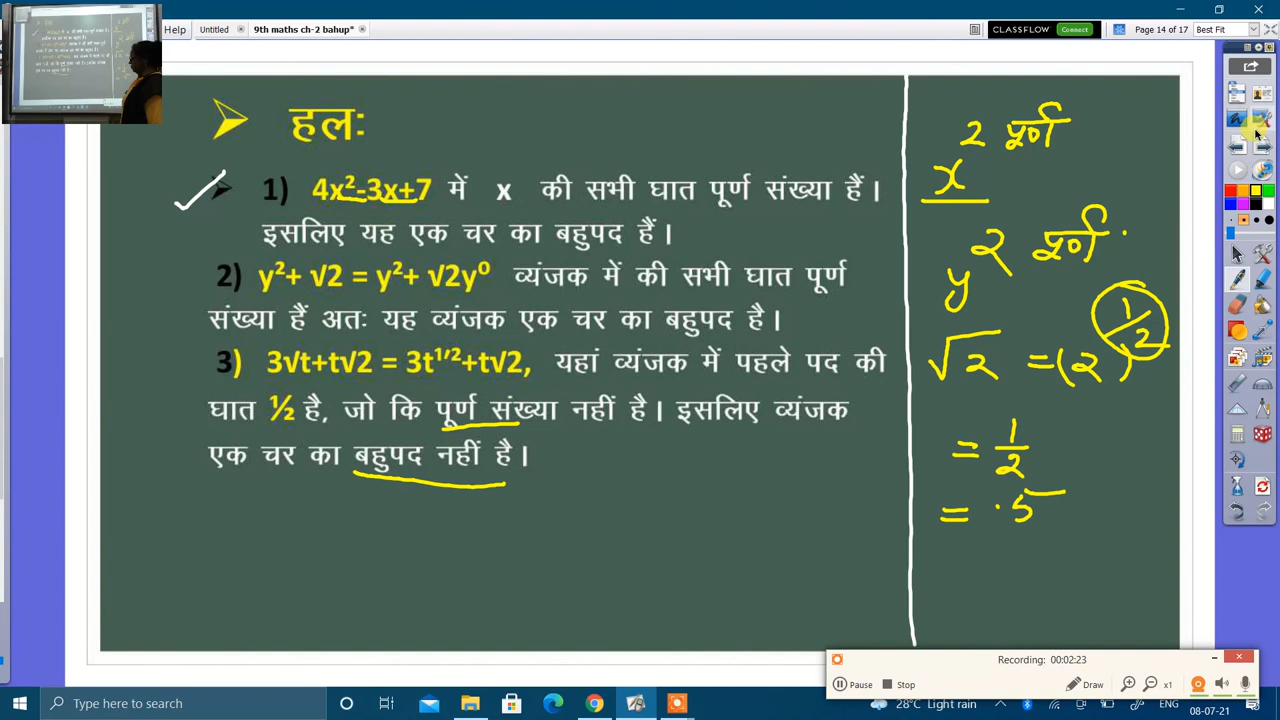 Help
Untitled
9th maths ch-2 bahup*
CLASSFLOW Connect
Page 14 of 17
Best Fit
➢ हलः
➢ 1) 4x²-3x+7 में x की सभी घात पूर्ण संख्या हैं।
इसलिए यह एक चर का बहुपद हैं।
2) y²+ √2 = y²+ √2y⁰ व्यंजक में की सभी घात पूर्ण
संख्या हैं अतः यह व्यंजक एक चर का बहुपद है।
3) 3√t+t√2 = 3t¹'²+t√2, यहां व्यंजक में पहले पद की
घात ½ है, जो कि पूर्ण संख्या नहीं है। इसलिए व्यंजक
एक चर का बहुपद नहीं है।
2 पूर्ण
x
2 पूर्ण
y
√2 = (2)
1/2
= 1/2
= .5
Recording: 00:02:23
Pause
Stop
Draw
x1
Type here to search
28°C Light rain
ENG
08-07-21